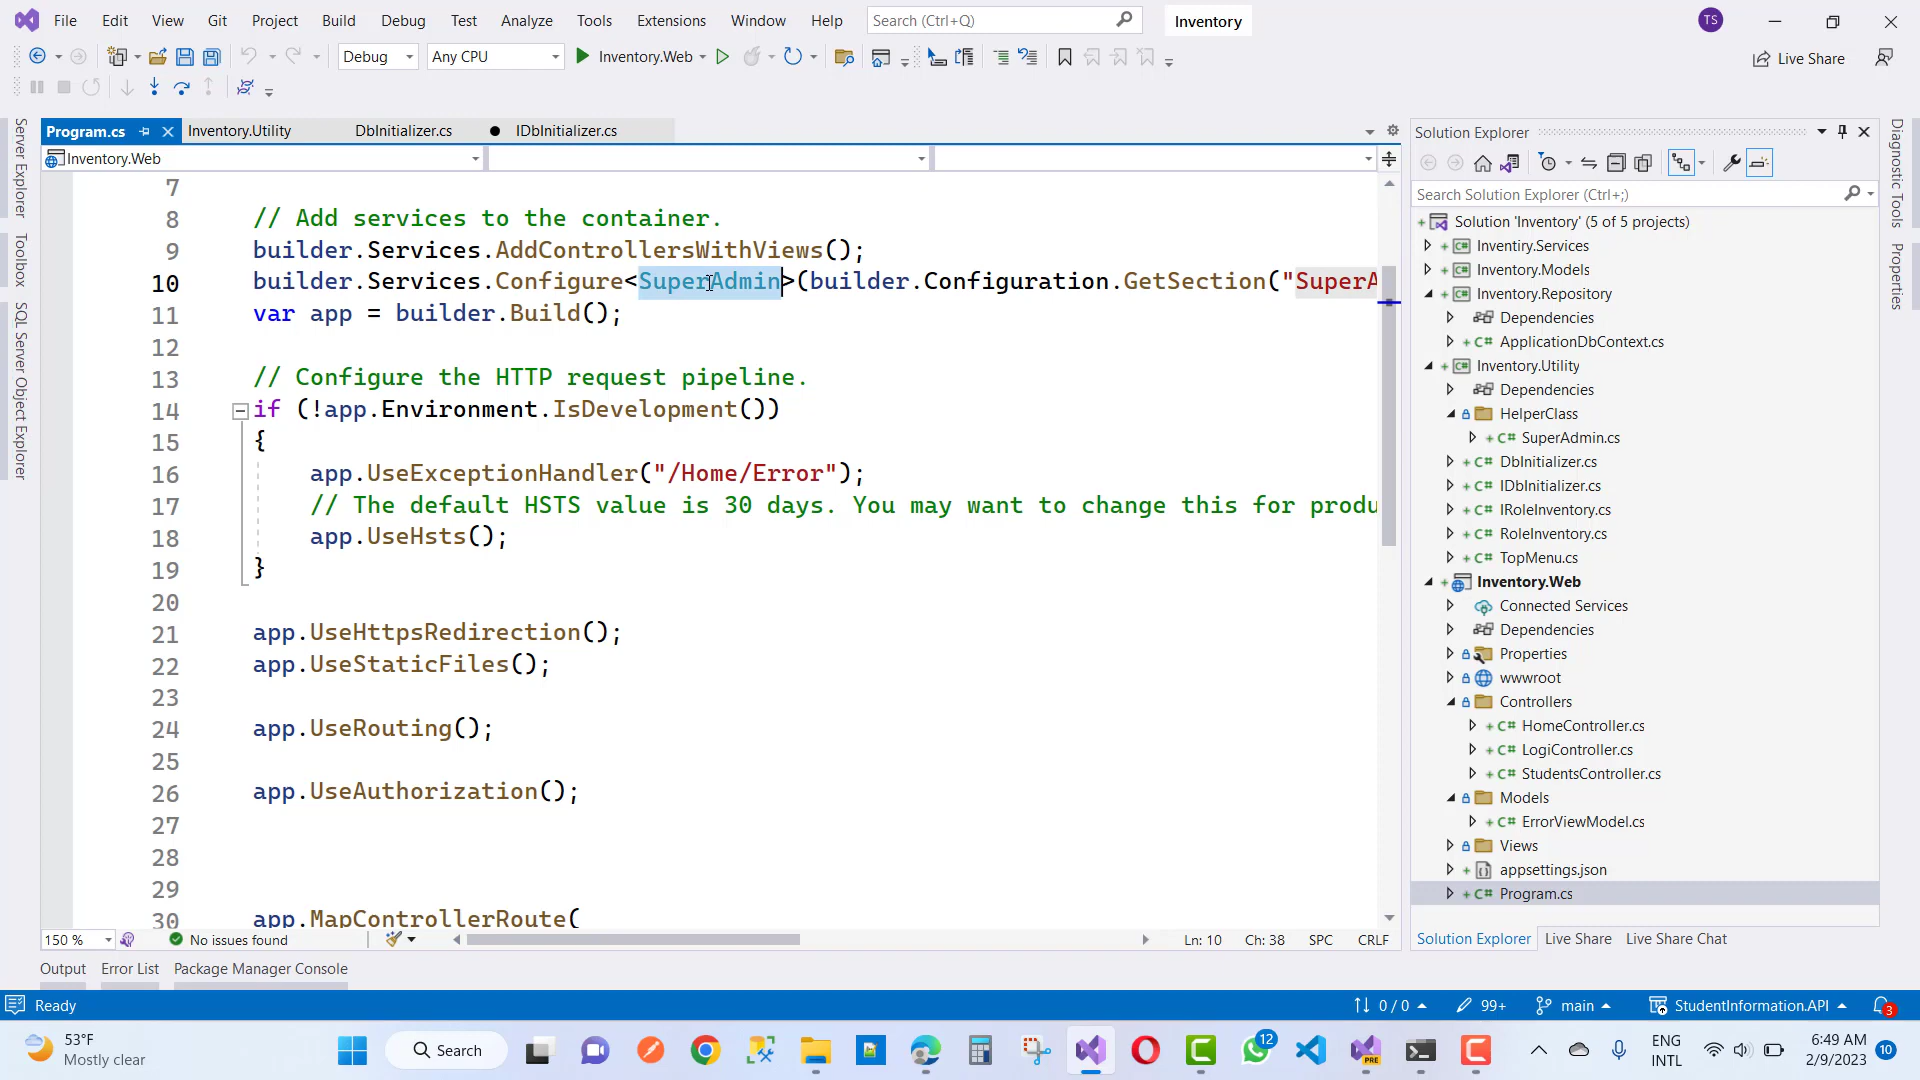 File Edit View Git Project Build Debug Test Analyze Tools Extensions Window Help Search (Ctrl+Q) Inventory TS
Debug Any CPU Inventory.Web Live Share
Program.cs Inventory.Utility DbInitializer.cs IDbInitializer.cs
Inventory.Web
7
8 // Add services to the container.
9 builder.Services.AddControllersWithViews();
10 builder.Services.Configure<SuperAdmin>(builder.Configuration.GetSection("SuperA
11 var app = builder.Build();
12
13 // Configure the HTTP request pipeline.
14 if (!app.Environment.IsDevelopment())
15 {
16 app.UseExceptionHandler("/Home/Error");
17 // The default HSTS value is 30 days. You may want to change this for produ
18 app.UseHsts();
19 }
20
21 app.UseHttpsRedirection();
22 app.UseStaticFiles();
23
24 app.UseRouting();
25
26 app.UseAuthorization();
27
28
29
30 app.MapControllerRoute(
150 % No issues found Ln: 10 Ch: 38 SPC CRLF
Output Error List Package Manager Console
Server Explorer
Toolbox
SQL Server Object Explorer
Solution Explorer
Search Solution Explorer (Ctrl+;)
Solution 'Inventory' (5 of 5 projects)
Inventiry.Services
Inventory.Models
Inventory.Repository
Dependencies
C# ApplicationDbContext.cs
Inventory.Utility
Dependencies
HelperClass
C# SuperAdmin.cs
C# DbInitializer.cs
C# IDbInitializer.cs
C# IRoleInventory.cs
C# RoleInventory.cs
C# TopMenu.cs
Inventory.Web
Connected Services
Dependencies
Properties
wwwroot
Controllers
C# HomeController.cs
C# LogiController.cs
C# StudentsController.cs
Models
C# ErrorViewModel.cs
Views
appsettings.json
C# Program.cs
Solution Explorer Live Share Live Share Chat
Diagnostic Tools
Properties
Ready 0 / 0 99+ main StudentInformation.API 3
53°F
Mostly clear
Search
12
PRE
ENG
INTL
6:49 AM
2/9/2023
10